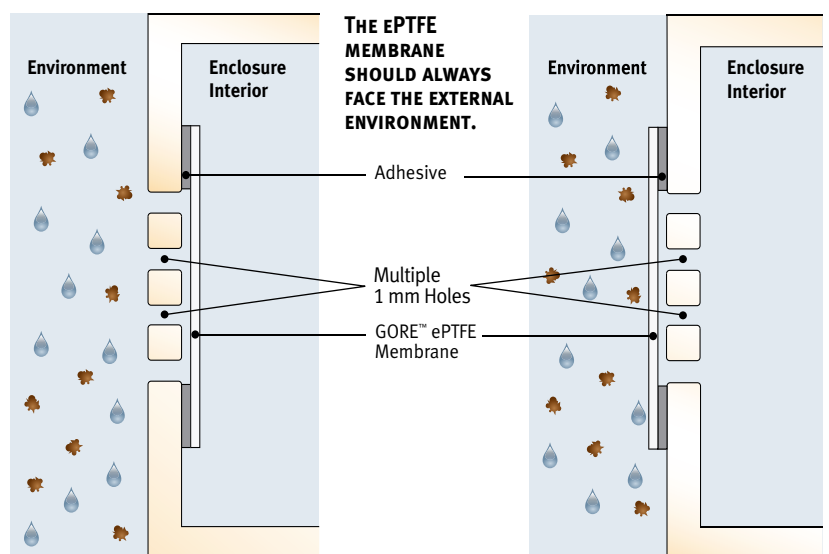 THE EPTFE
MEMBRANE
SHOULD ALWAYS
FACE THE EXTERNAL
ENVIRONMENT.
Environment
Enclosure
Interior
Environment
Enclosure
Interior
Adhesive
Multiple
1 mm Holes
GORE™ ePTFE
Membrane